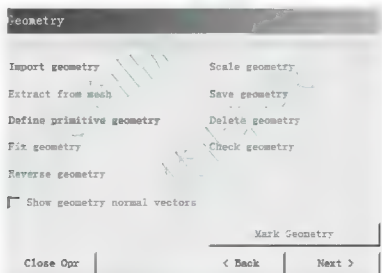 Geometry
Import geometry
Extract from mesh
Define primitive geometry
Fix geometry
Reverse geometry
Scale geometry
Save geometry
Delete geometry
Check geometry
Show geometry normal vectors
Mark Geometry
Close Opr
< Back
Next >